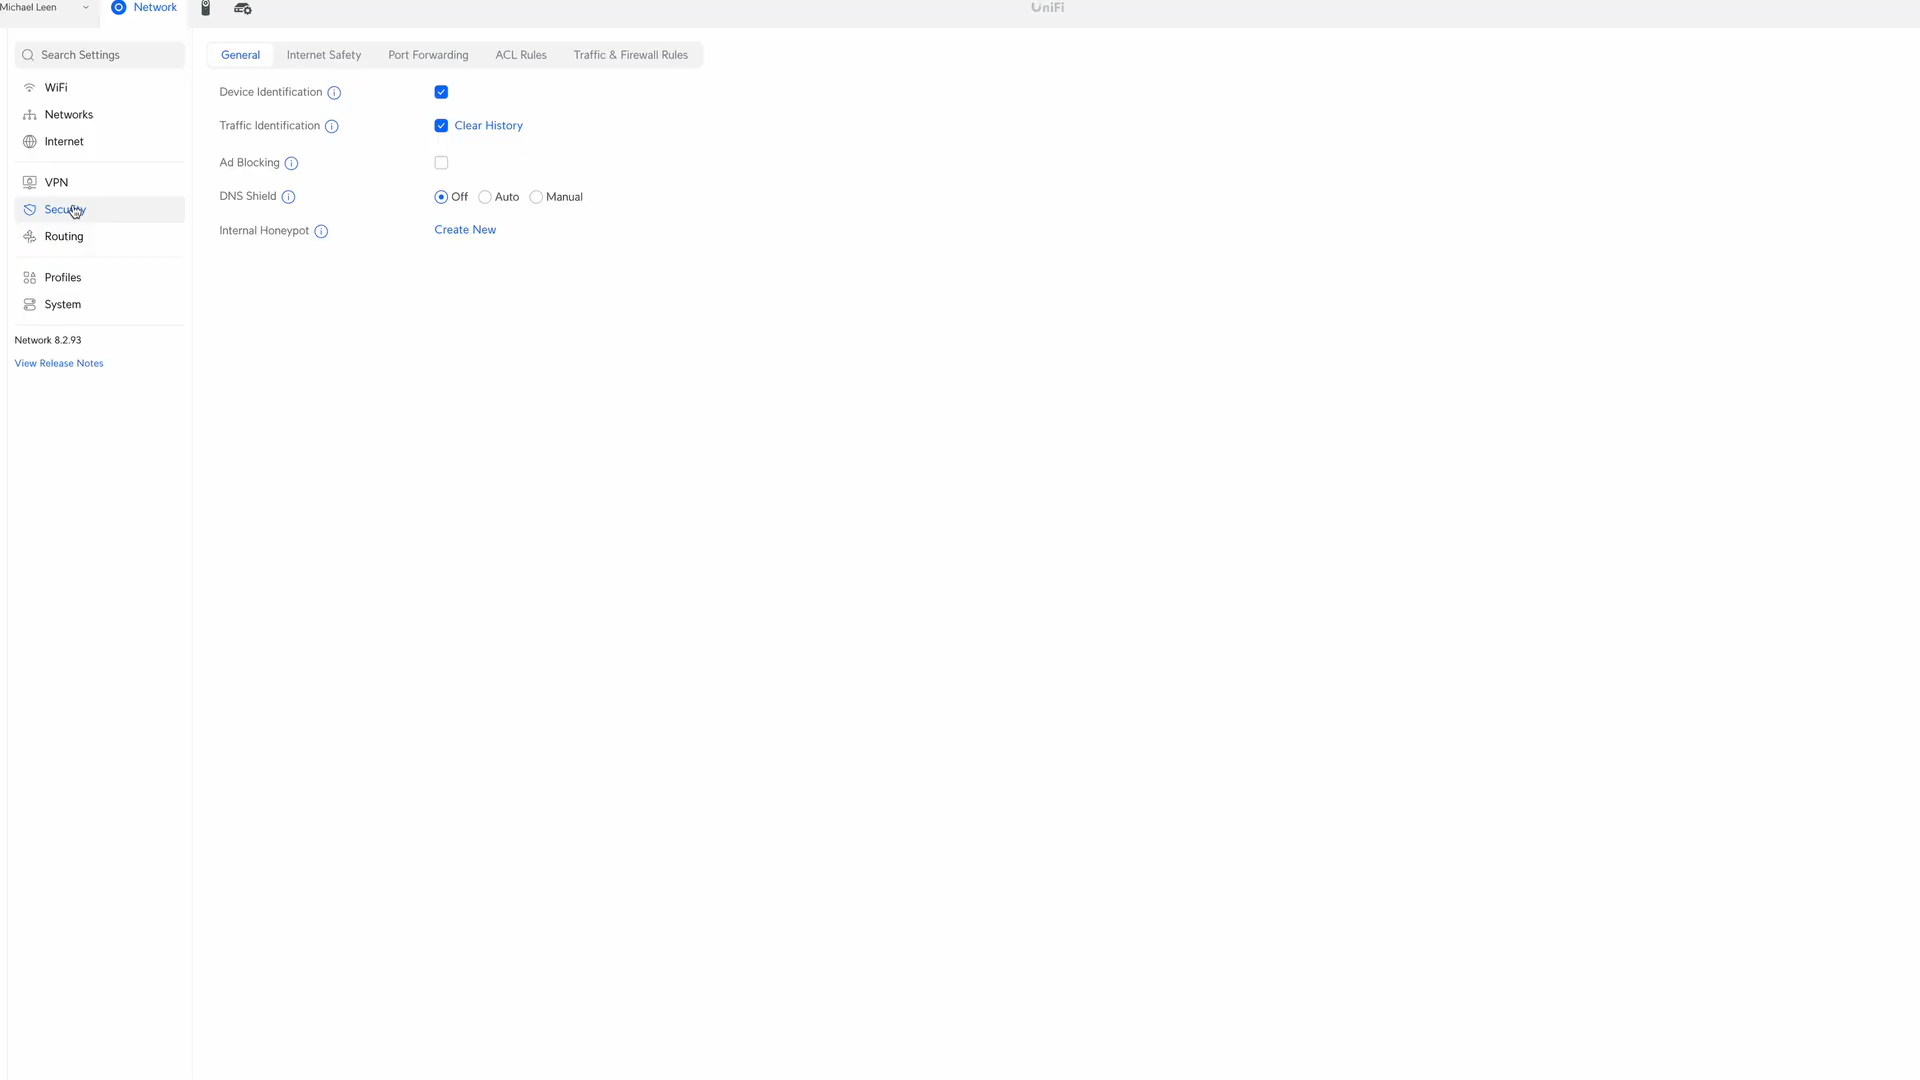 Michael Leen
Network
UniFi
Search Settings
WiFi
Networks
Internet
VPN
Security
Routing
Profiles
System
Network 8.2.93
View Release Notes
General Internet Safety Port Forwarding ACL Rules Traffic & Firewall Rules
Device Identification
Traffic Identification Clear History
Ad Blocking
DNS Shield Off Auto Manual
Internal Honeypot Create New